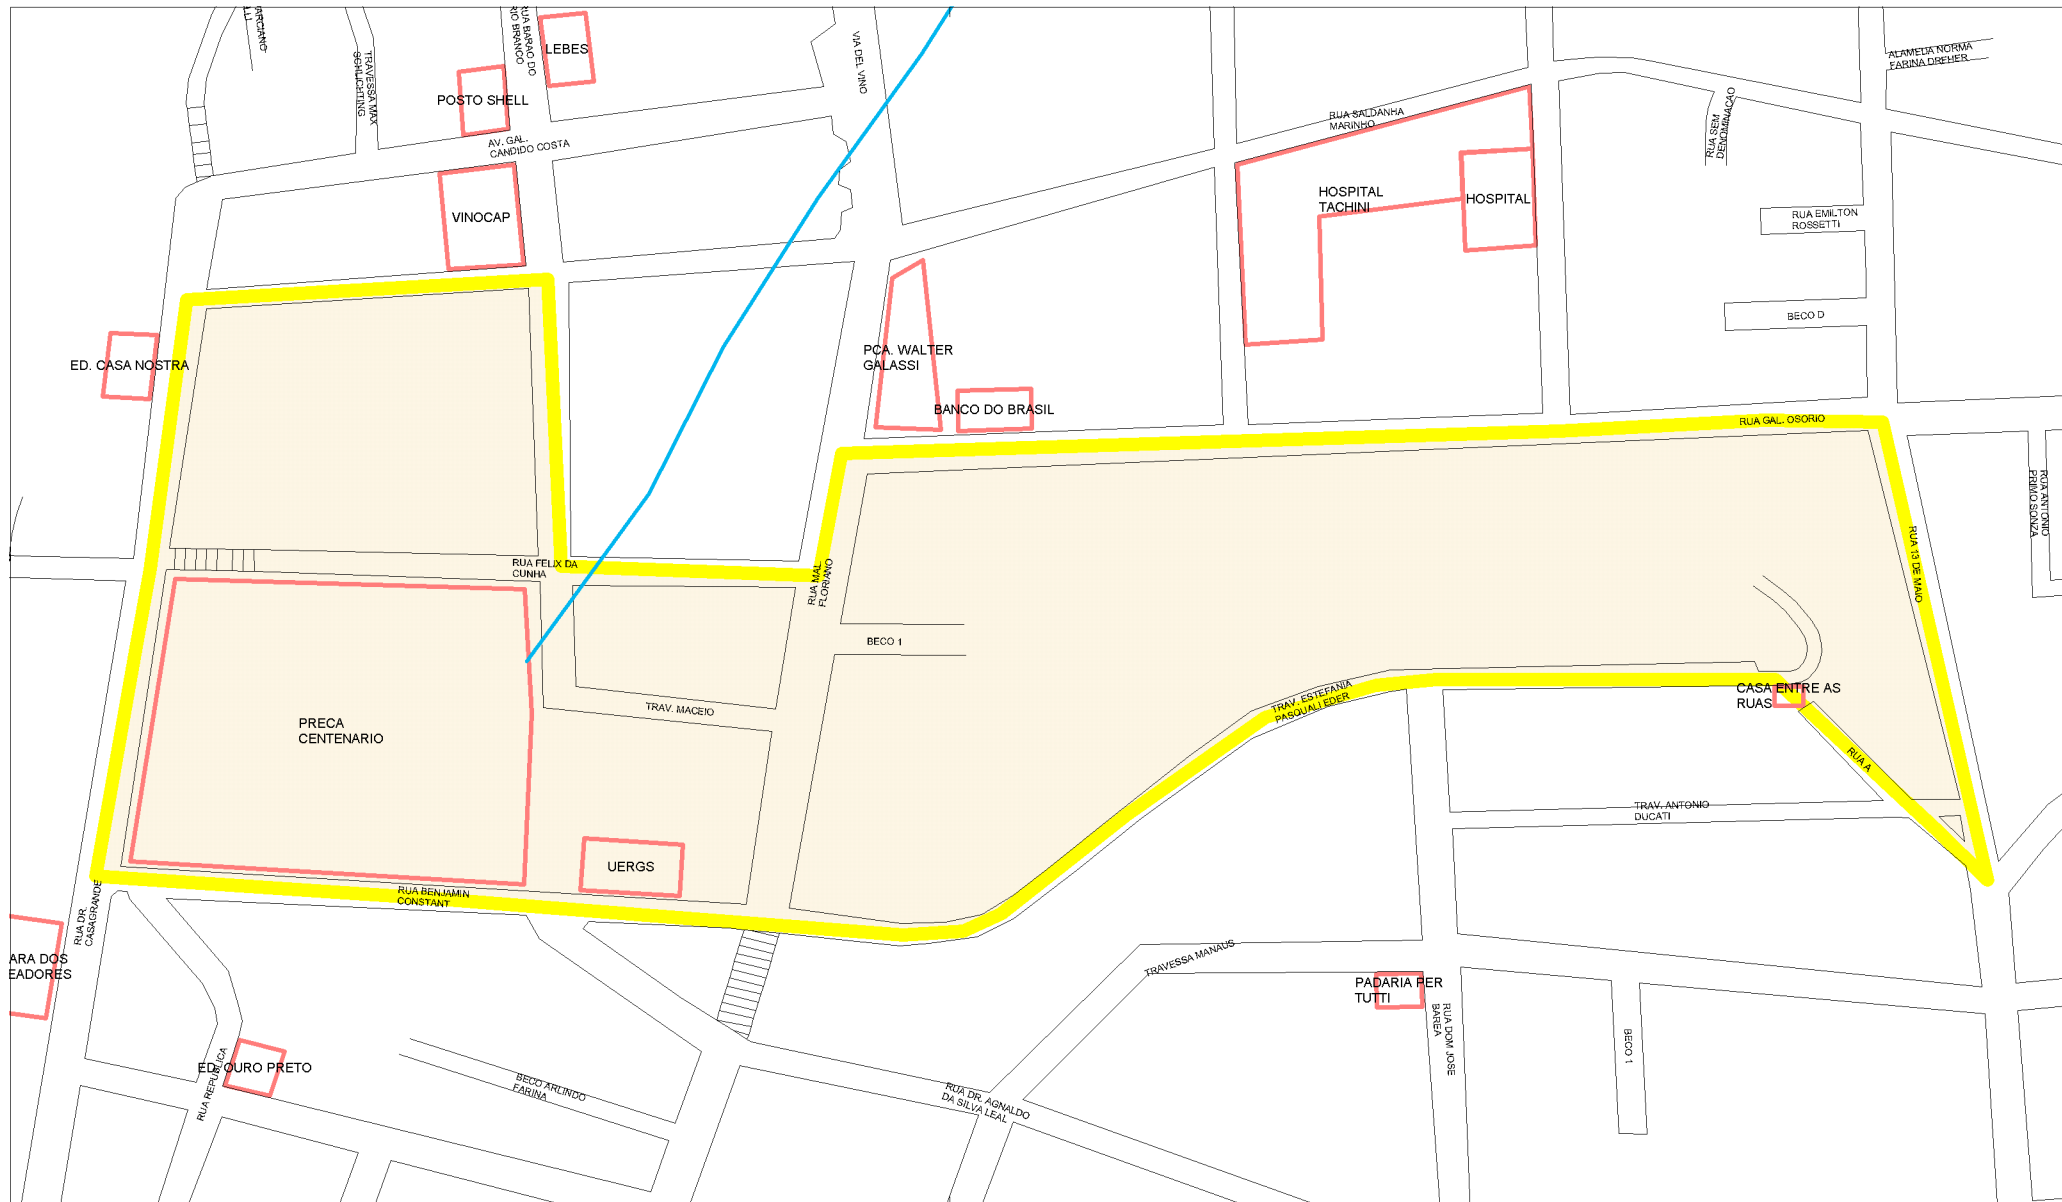 TRAVESSA MAX
SCHLICHTING
RUA BARAO DO
RIO BRANCO
LEBES
VIA DEL VINO
ALAMEDA NORMA
FARINA DREHER
POSTO SHELL
AV. GAL.
CANDIDO COSTA
RUA SALDANHA
MARINHO
RUA SEM
DENOMINACAO
VINOCAP
HOSPITAL
TACHINI
HOSPITAL
RUA EMILTON
ROSSETTI
BECO D
ED. CASA NOSTRA
PCA. WALTER
GALASSI
BANCO DO BRASIL
RUA GAL. OSORIO
RUA ANTONIO
PRIMO SONZA
RUA 13 DE MAIO
RUA FELIX DA
CUNHA
RUA MAL.
FLORIANO
BECO 1
TRAV. MACEIO
TRAV. ESTEFANIA
PASQUALI EDER
CASA ENTRE AS
RUAS
PRECA
CENTENARIO
RUA A
TRAV. ANTONIO
DUCATI
UERGS
RUA BENJAMIN
CONSTANT
RUA DR.
CASAGRANDE
ARA DOS
EADORES
TRAVESSA MANAUS
PADARIA PER
TUTTI
RUA DOM JOSE
BAREA
BECO 1
ED. OURO PRETO
RUA REPUBLICA
BECO ARLINDO
FARINA
RUA DR. AGNALDO
DA SILVA LEAL